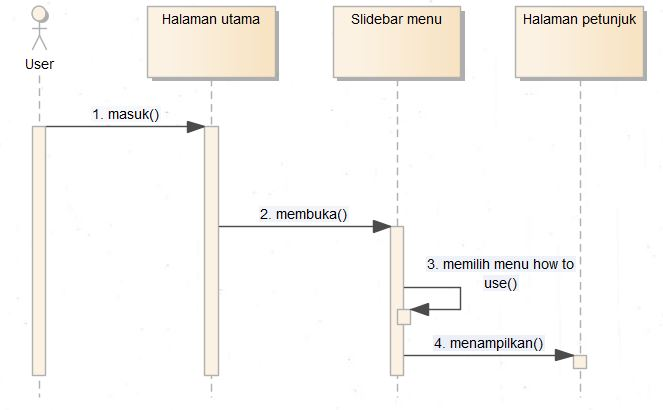 Halaman utama
Slidebar menu
Halaman petunjuk
User
1. masuk()
2. membuka()
3. memilih menu how to
use()
4. menampilkan()